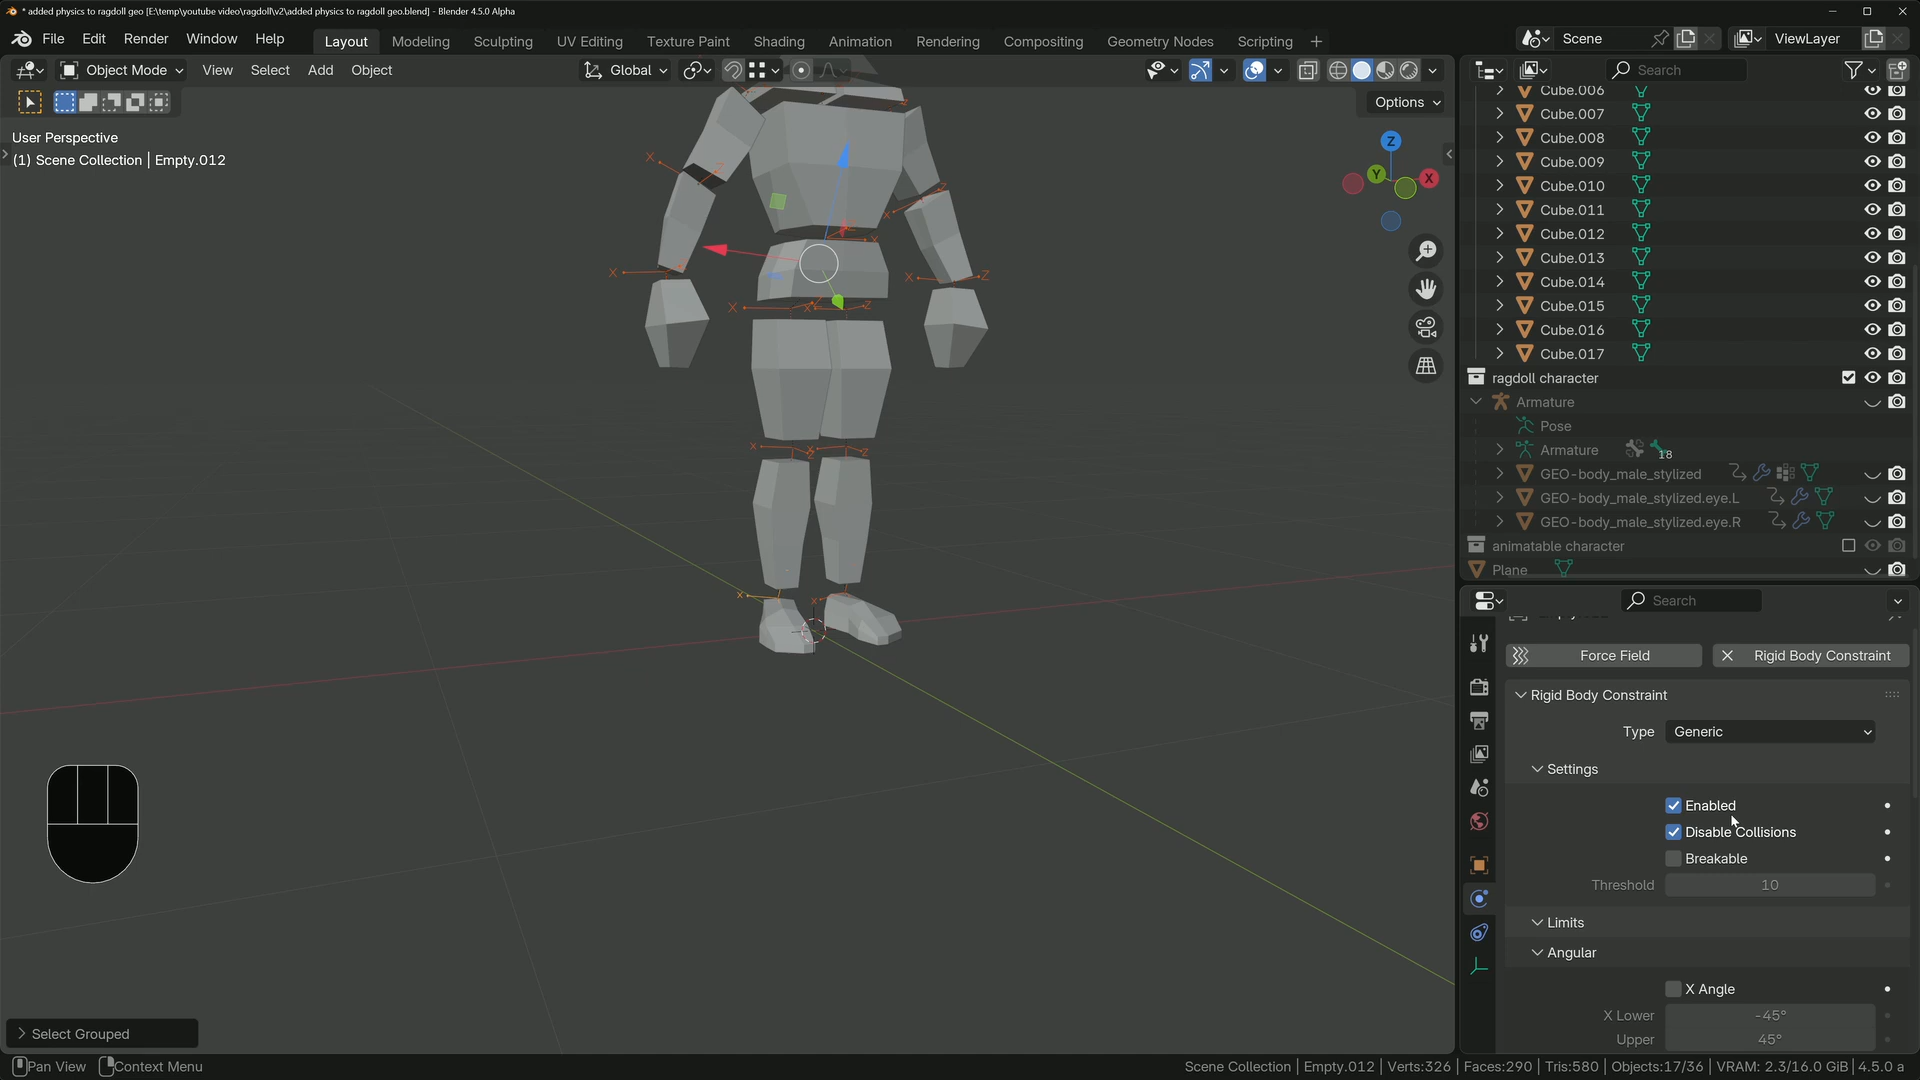 * added physics to ragdoll geo [E:\temp\youtube video\ragdoll\v2\added physics to ragdoll geo.blend] - Blender 4.5.0 Alpha
File Edit Render Window Help Layout Modeling Sculpting UV Editing Texture Paint Shading Animation Rendering Compositing Geometry Nodes Scripting + Scene ViewLayer
Object Mode View Select Add Object Global Search
Options
User Perspective
(1) Scene Collection | Empty.012
Z
Y
X
Cube.006
Cube.007
Cube.008
Cube.009
Cube.010
Cube.011
Cube.012
Cube.013
Cube.014
Cube.015
Cube.016
Cube.017
ragdoll character
Armature
Pose
Armature 18
GEO-body_male_stylized
GEO-body_male_stylized.eye.L
GEO-body_male_stylized.eye.R
animatable character
Plane
Search
Force Field Rigid Body Constraint
Rigid Body Constraint
Type Generic
Settings
Enabled
Disable Collisions
Breakable
Threshold 10
Limits
Angular
X Angle
X Lower -45°
Upper 45°
Select Grouped
Pan View Context Menu Scene Collection | Empty.012 | Verts:326 | Faces:290 | Tris:580 | Objects:17/36 | VRAM: 2.3/16.0 GiB | 4.5.0 a